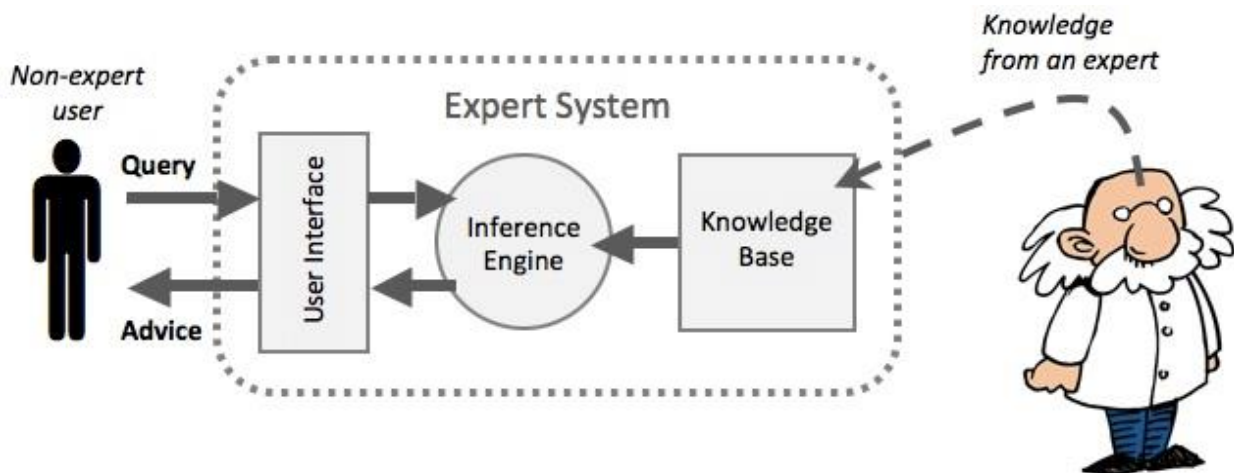 Non-expert
user
Query
Advice
Expert System
User Interface
Inference
Engine
Knowledge
Base
Knowledge
from an expert